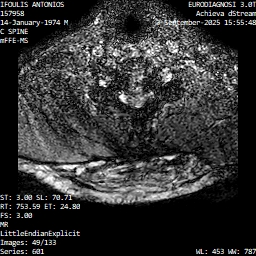 IFOULIS ANTONIOS
157958
14-January-1974 M
C SPINE
mFFE-MS
EURODIAGNOSI 3.0T
Achieva dStream
September-2025 15:55:48
ST: 3.00 SL: 70.71
RT: 753.59 ET: 24.80
FS: 3.00
MR
LittleEndianExplicit
Images: 49/133
Series: 601
WL: 453 WW: 787